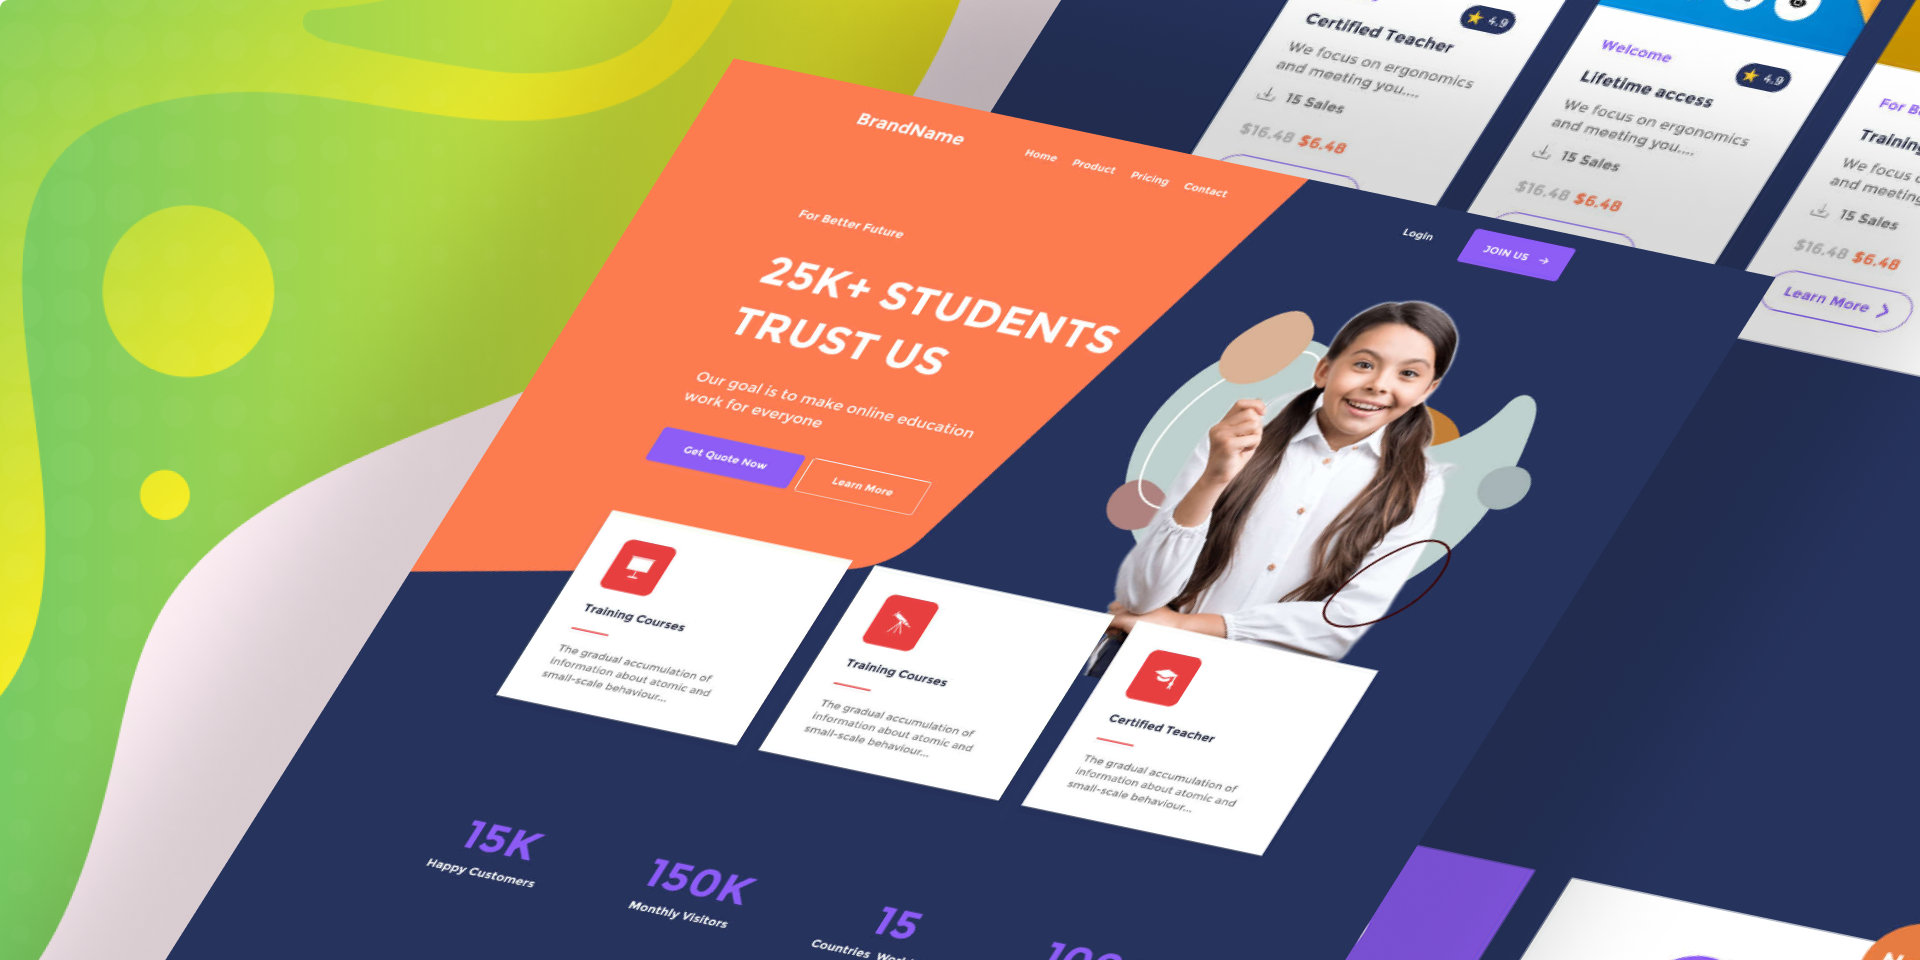 BrandName
Home Product Pricing Contact
Login
JOIN US
For Better Future
25K+ STUDENTS
TRUST US
Our goal is to make online education
work for everyone
Get Quote Now
Learn More
Training Courses
The gradual accumulation of
information about atomic and
small-scale behaviour...
Training Courses
The gradual accumulation of
information about atomic and
small-scale behaviour...
Certified Teacher
The gradual accumulation of
information about atomic and
small-scale behaviour...
15K
Happy Customers
150K
Monthly Visitors
15
Countries
Certified Teacher
4.9
We focus on ergonomics
and meeting you....
15 Sales
$16.48 $6.48
Welcome
4.9
Lifetime access
We focus on ergonomics
and meeting you....
15 Sales
$16.48 $6.48
For
Training
We focus
and meeting
15 Sales
$16.48 $6.48
Learn More